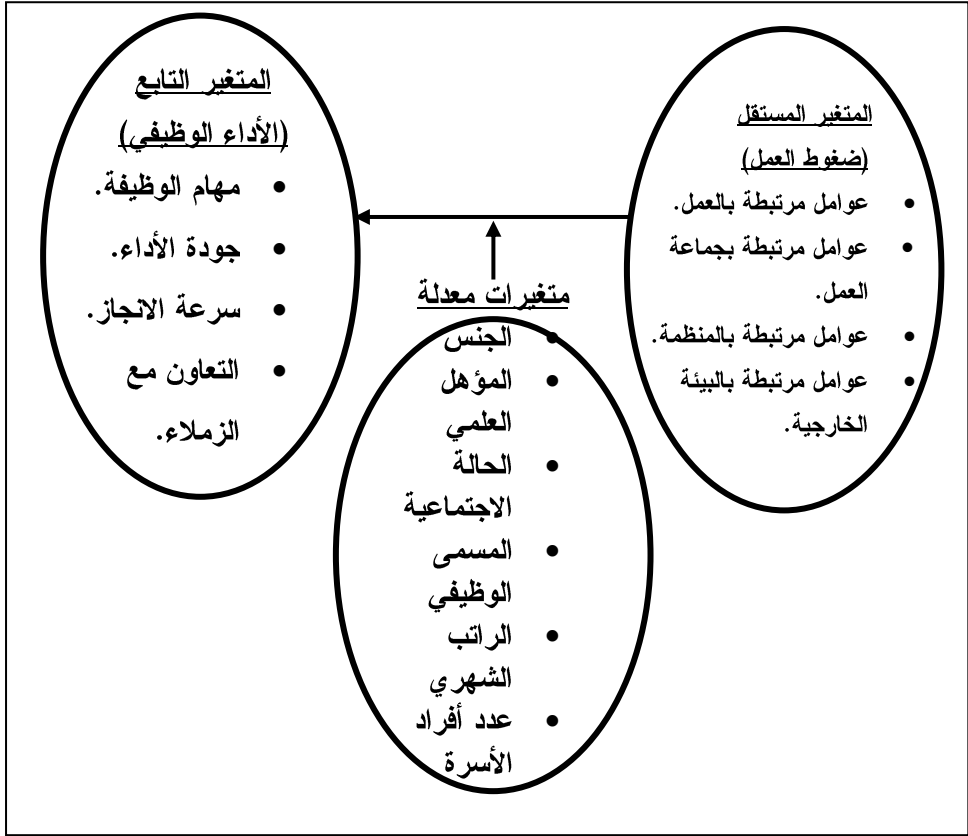 المتغير المستقل
(ضغوط العمل)
• عوامل مرتبطة بالعمل.
• عوامل مرتبطة بجماعة
العمل.
• عوامل مرتبطة بالمنظمة.
• عوامل مرتبطة بالبيئة
الخارجية.
المتغير التابع
(الأداء الوظيفي)
• مهام الوظيفة.
• جودة الأداء.
• سرعة الانجاز.
• التعاون مع
الزملاء.
متغيرات معدلة
• الجنس
• المؤهل
العلمي
• الحالة
الاجتماعية
• المسمى
الوظيفي
• الراتب
الشهري
• عدد أفراد
الأسرة